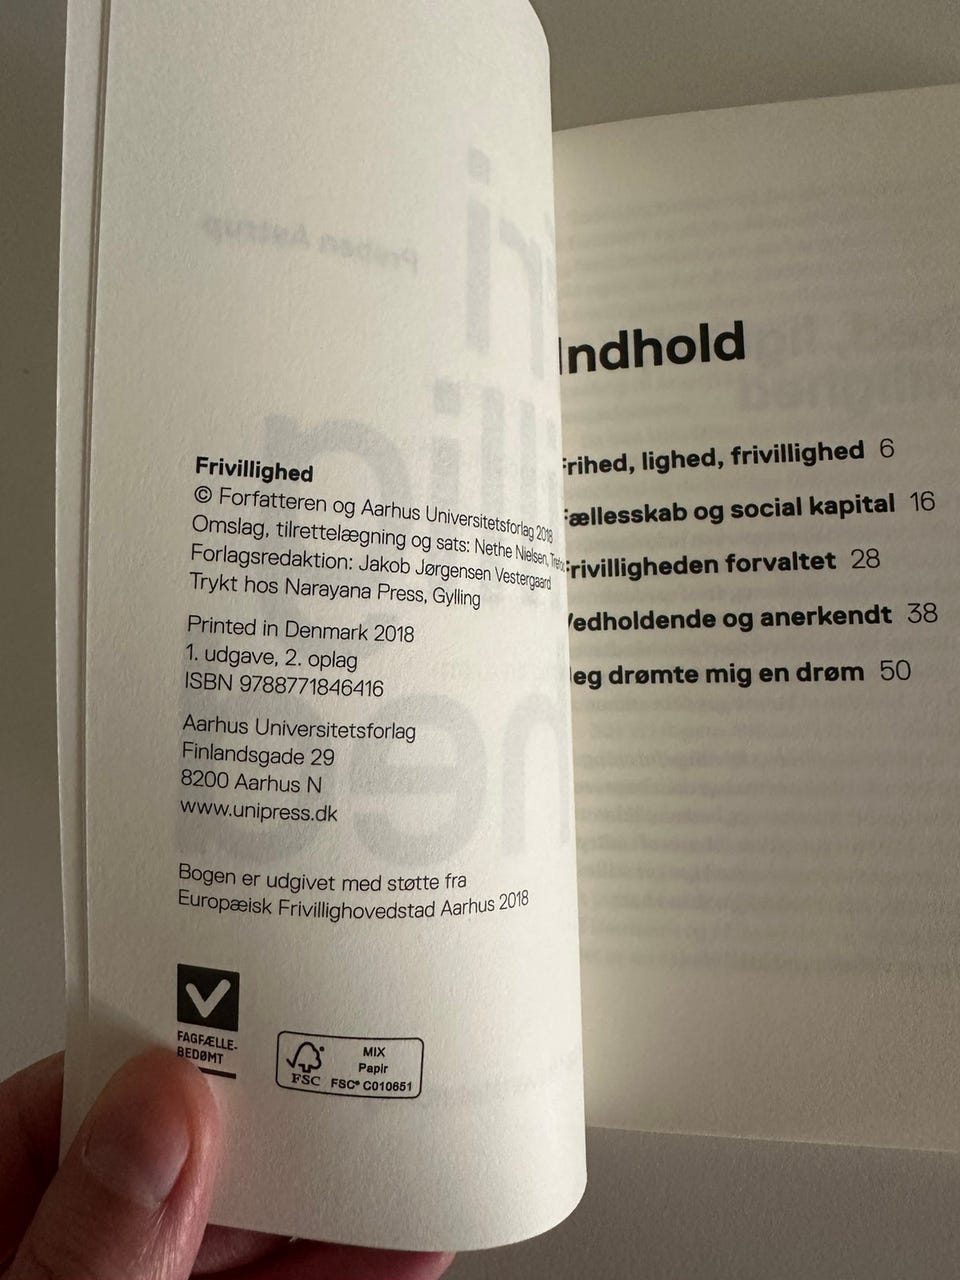 Frivillighed
© Forfatteren og Aarhus Universitetsforlag 2018
Omslag, tilrettelægning og sats: Nethe Nielsen,
Forlagsredaktion: Jakob Jørgensen Vestergaard
Trykt hos Narayana Press, Gylling
Printed in Denmark 2018
1. udgave, 2. oplag
ISBN 9788771846416
Aarhus Universitetsforlag
Finlandsgade 29
8200 Aarhus N
www.unipress.dk
Bogen er udgivet med støtte fra
Europæisk Frivillighovedstad Aarhus 2018
FAGFÆLLE-
BEDØMT
MIX
Papir
FSC
FSC® C010651
Indhold
Frihed, lighed, frivillighed 6
Fællesskab og social kapital 16
Frivilligheden forvaltet 28
Vedholdende og anerkendt 38
Jeg drømte mig en drøm 50